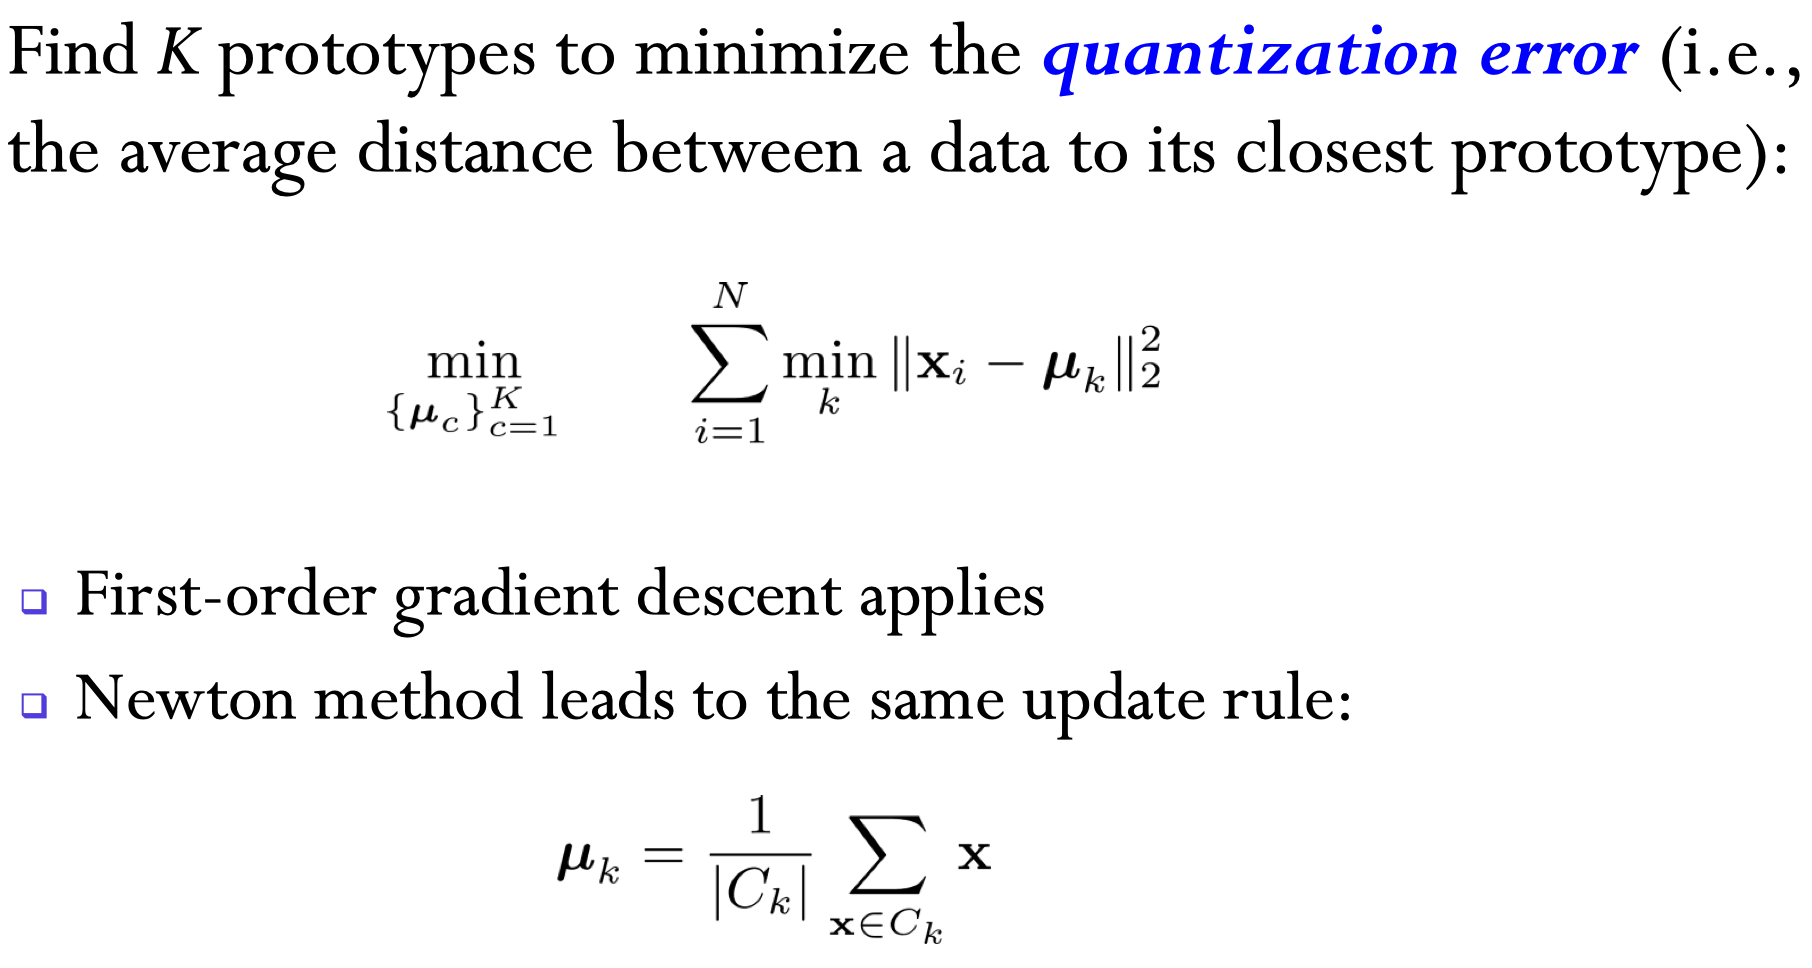 Find K prototypes to minimize the quantization error (i.e.,
the average distance between a data to its closest prototype):
$$\min_{\{\boldsymbol{\mu}_c\}_{c=1}^{K}} \quad \sum_{i=1}^{N} \min_{k} \|\mathbf{x}_i - \boldsymbol{\mu}_k\|_2^2$$
❑ First-order gradient descent applies
❑ Newton method leads to the same update rule:
$$\boldsymbol{\mu}_k = \frac{1}{|C_k|} \sum_{\mathbf{x} \in C_k} \mathbf{x}$$